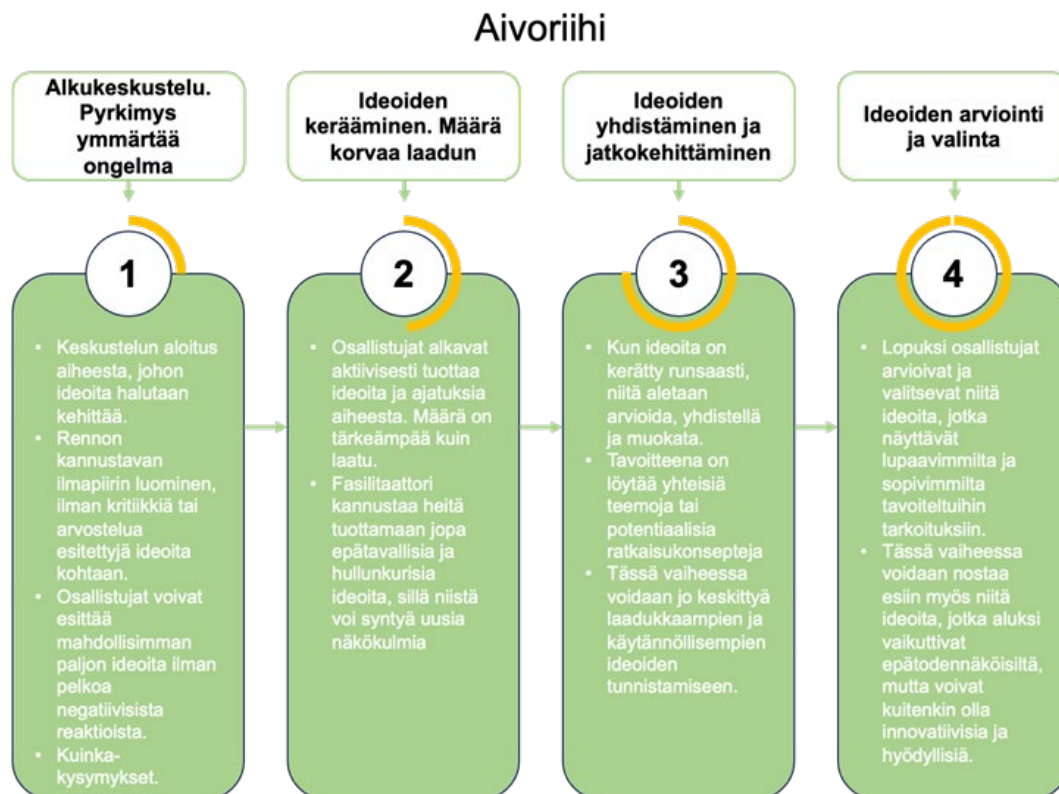 Aivoriihi
Alkukeskustelu.
Pyrkimys
ymmärtää
ongelma
Ideoiden
kerääminen. Määrä
korvaa laadun
Ideoiden
yhdistäminen ja
jatkokehittäminen
Ideoiden arviointi
ja valinta
1
• Keskustelun aloitus
aiheesta, johon
ideoita halutaan
kehittää.
• Rennon
kannustavan
ilmapiirin luominen,
ilman kritiikkiä tai
arvostelua
esitettyjä ideoita
kohtaan.
• Osallistujat voivat
esittää
mahdollisimman
paljon ideoita ilman
pelkoa
negatiivisista
reaktioista.
• Kuinka-
kysymykset.
2
• Osallistujat alkavat
aktiivisesti tuottaa
ideoita ja ajatuksia
aiheesta. Määrä on
tärkeämpää kuin
laatu.
• Fasilitaattori
kannustaa heitä
tuottamaan jopa
epätavallisia ja
hullunkurisia
ideoita, sillä niistä
voi syntyä uusia
näkökulmia
3
• Kun ideoita on
kerätty runsaasti,
niitä aletaan
arvioida, yhdistellä
ja muokata.
• Tavoitteena on
löytää yhteisiä
teemoja tai
potentiaalisia
ratkaisukonsepteja
• Tässä vaiheessa
voidaan jo keskittyä
laadukkaampien ja
käytännöllisempien
ideoiden
tunnistamiseen.
4
• Lopuksi osallistujat
arvioivat ja
valitsevat niitä
ideoita, jotka
näyttävät
lupaavimmilta ja
sopivimmilta
tavoiteltuihin
tarkoituksiin.
• Tässä vaiheessa
voidaan nostaa
esiin myös niitä
ideoita, jotka aluksi
vaikuttivat
epätodennäköisiltä,
mutta voivat
kuitenkin olla
innovatiivisia ja
hyödyllisiä.